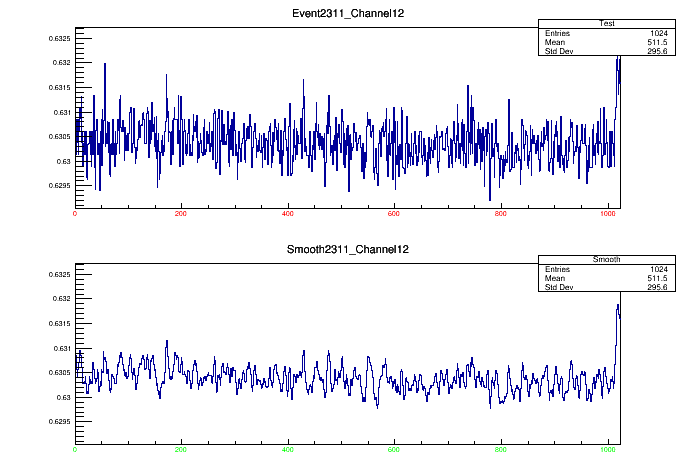 Event2311_Channel12
Test
Entries 1024
Mean 511.5
Std Dev 295.6
0.6325
0.632
0.6315
0.631
0.6305
0.63
0.6295
0 200 400 600 800 1000
Smooth2311_Channel12
Smooth
Entries 1024
Mean 511.5
Std Dev 295.6
0.6325
0.632
0.6315
0.631
0.6305
0.63
0.6295
0 200 400 600 800 1000